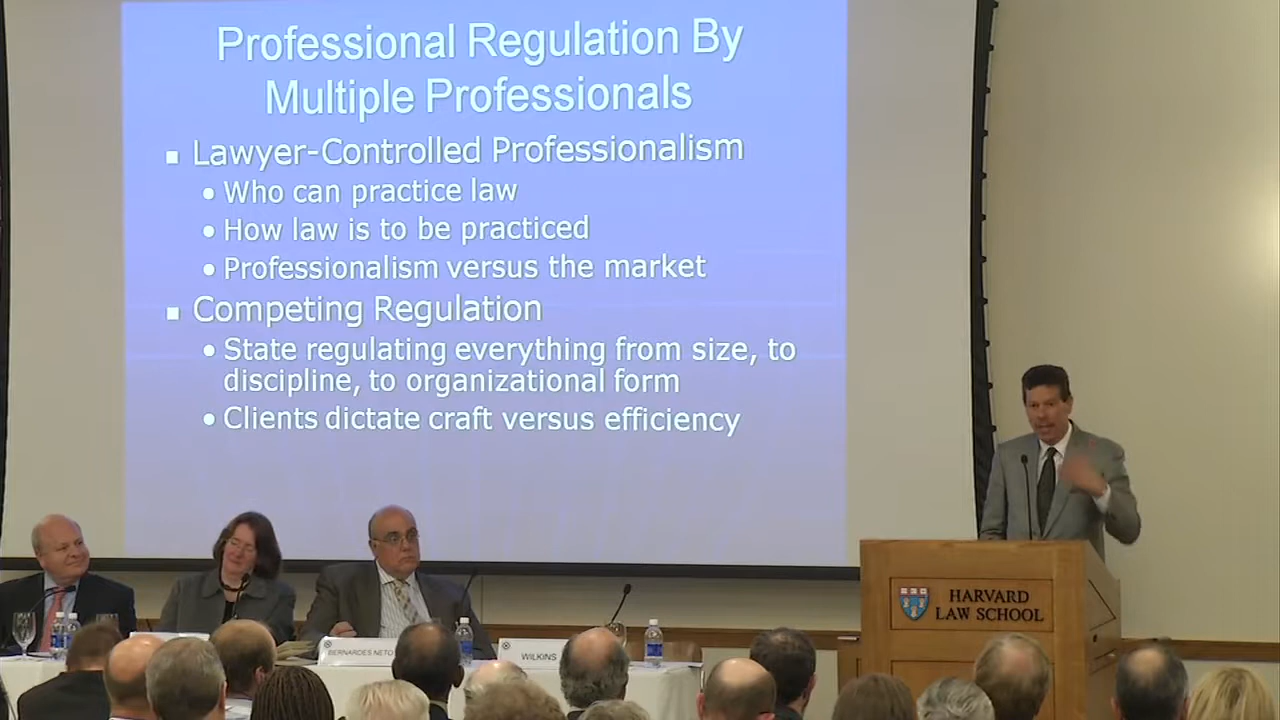 Professional Regulation By
Multiple Professionals
Lawyer-Controlled Professionalism
Who can practice law
How law is to be practiced
Professionalism versus the market
Competing Regulation
State regulating everything from size, to
discipline, to organizational form
Clients dictate craft versus efficiency
HARVARD
LAW SCHOOL
BERNARDES NETO
WILKINS